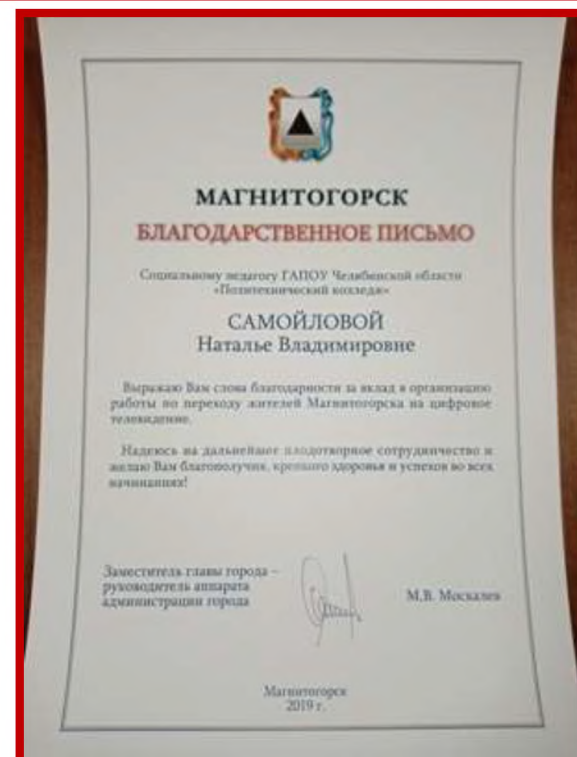 МАГНИТОГОРСК
БЛАГОДАРСТВЕННОЕ ПИСЬМО
Социальному педагогу ГАПОУ Челябинской области
«Политехнический колледж»
САМОЙЛОВОЙ
Наталье Владимировне
Выражаю Вам слова благодарности за вклад в организацию
работы по переходу жителей Магнитогорска на цифровое
телевидение.
Надеюсь на дальнейшее плодотворное сотрудничество и
желаю Вам благополучия, крепкого здоровья и успехов во всех
начинаниях!
Заместитель главы города –
руководитель аппарата
администрации города
М.В. Москалев
Магнитогорск
2019 г.